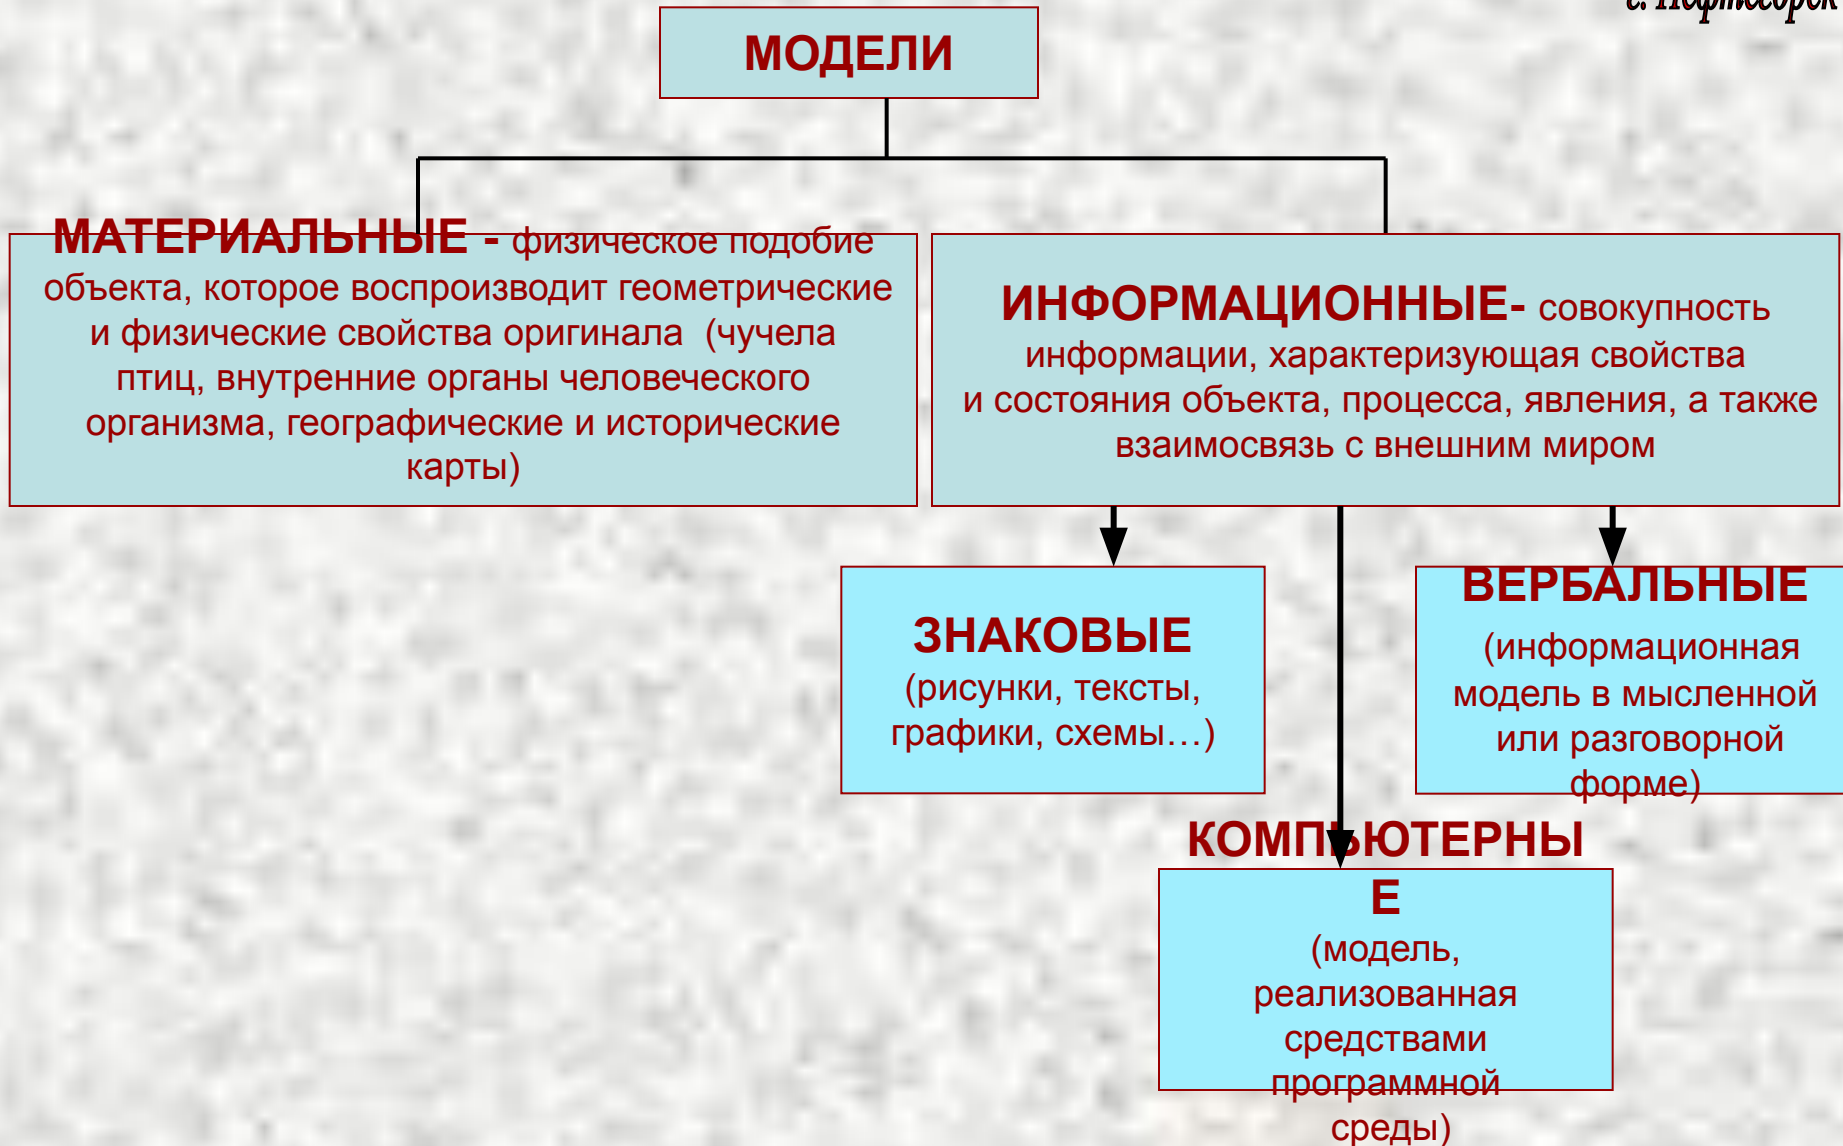 г. Нефтегорск
МОДЕЛИ
МАТЕРИАЛЬНЫЕ - физическое подобие
объекта, которое воспроизводит геометрические
и физические свойства оригинала (чучела
птиц, внутренние органы человеческого
организма, географические и исторические
карты)
ИНФОРМАЦИОННЫЕ- совокупность
информации, характеризующая свойства
и состояния объекта, процесса, явления, а также
взаимосвязь с внешним миром
ЗНАКОВЫЕ
(рисунки, тексты,
графики, схемы…)
ВЕРБАЛЬНЫЕ
(информационная
модель в мысленной
или разговорной
форме)
КОМПЬЮТЕРНЫ
Е
(модель,
реализованная
средствами
программной
среды)